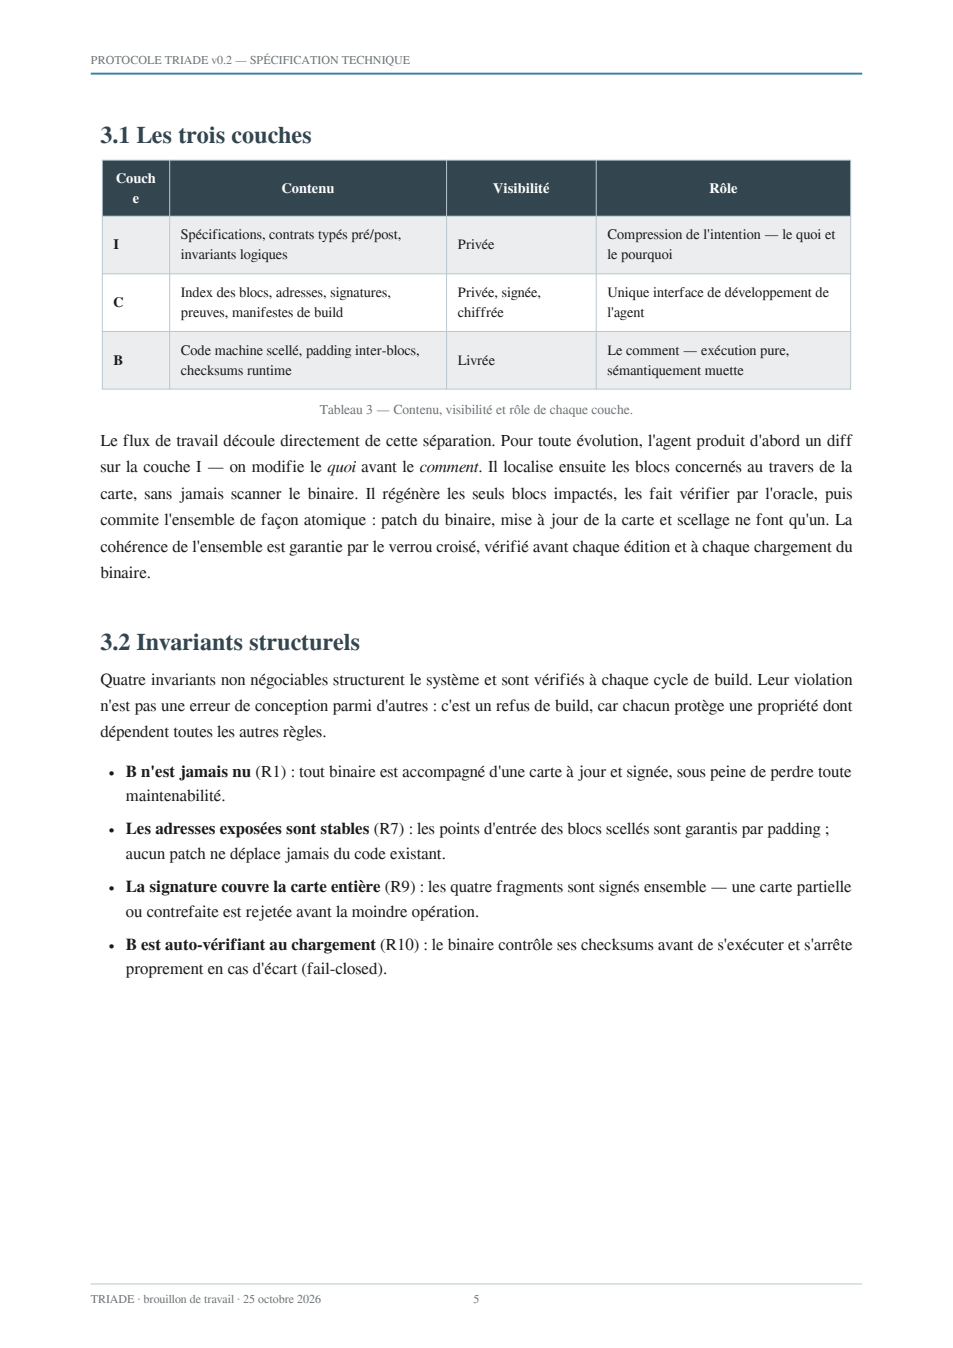 PROTOCOLE TRIADE v0.2 — SPÉCIFICATION TECHNIQUE
3.1 Les trois couches
Couch
e
Contenu
Visibilité
Rôle
I
Spécifications, contrats typés pré/post,
invariants logiques
Privée
Compression de l'intention — le quoi et
le pourquoi
C
Index des blocs, adresses, signatures,
preuves, manifestes de build
Privée, signée,
chiffrée
Unique interface de développement de
l'agent
B
Code machine scellé, padding inter-blocs,
checksums runtime
Livrée
Le comment — exécution pure,
sémantiquement muette
Tableau 3 — Contenu, visibilité et rôle de chaque couche.
Le flux de travail découle directement de cette séparation. Pour toute évolution, l'agent produit d'abord un diff
sur la couche I — on modifie le quoi avant le comment. Il localise ensuite les blocs concernés au travers de la
carte, sans jamais scanner le binaire. Il régénère les seuls blocs impactés, les fait vérifier par l'oracle, puis
commite l'ensemble de façon atomique : patch du binaire, mise à jour de la carte et scellage ne font qu'un. La
cohérence de l'ensemble est garantie par le verrou croisé, vérifié avant chaque édition et à chaque chargement du
binaire.
3.2 Invariants structurels
Quatre invariants non négociables structurent le système et sont vérifiés à chaque cycle de build. Leur violation
n'est pas une erreur de conception parmi d'autres : c'est un refus de build, car chacun protège une propriété dont
dépendent toutes les autres règles.
• B n'est jamais nu (R1) : tout binaire est accompagné d'une carte à jour et signée, sous peine de perdre toute
maintenabilité.
• Les adresses exposées sont stables (R7) : les points d'entrée des blocs scellés sont garantis par padding ;
aucun patch ne déplace jamais du code existant.
• La signature couvre la carte entière (R9) : les quatre fragments sont signés ensemble — une carte partielle
ou contrefaite est rejetée avant la moindre opération.
• B est auto-vérifiant au chargement (R10) : le binaire contrôle ses checksums avant de s'exécuter et s'arrête
proprement en cas d'écart (fail-closed).
TRIADE · brouillon de travail · 25 octobre 2026
5